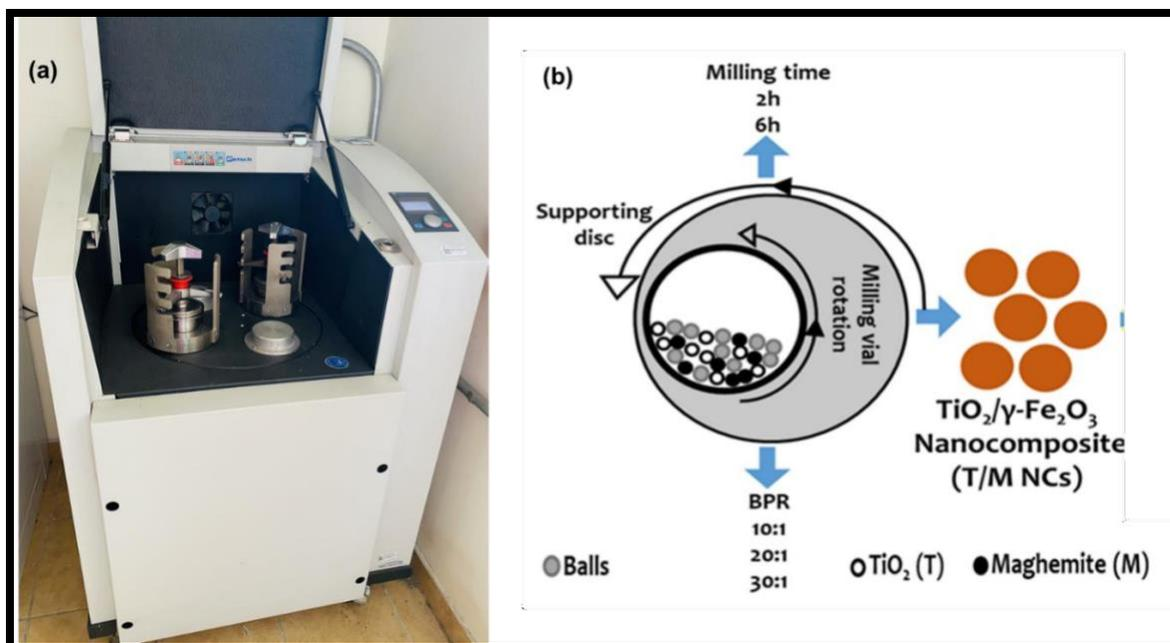 (a)
(b)
Milling time
2h
6h
Supporting
disc
Milling vial
rotation
TiO₂/γ-Fe₂O₃
Nanocomposite
(T/M NCs)
BPR
10:1
20:1
30:1
Balls
TiO₂ (T)
Maghemite (M)